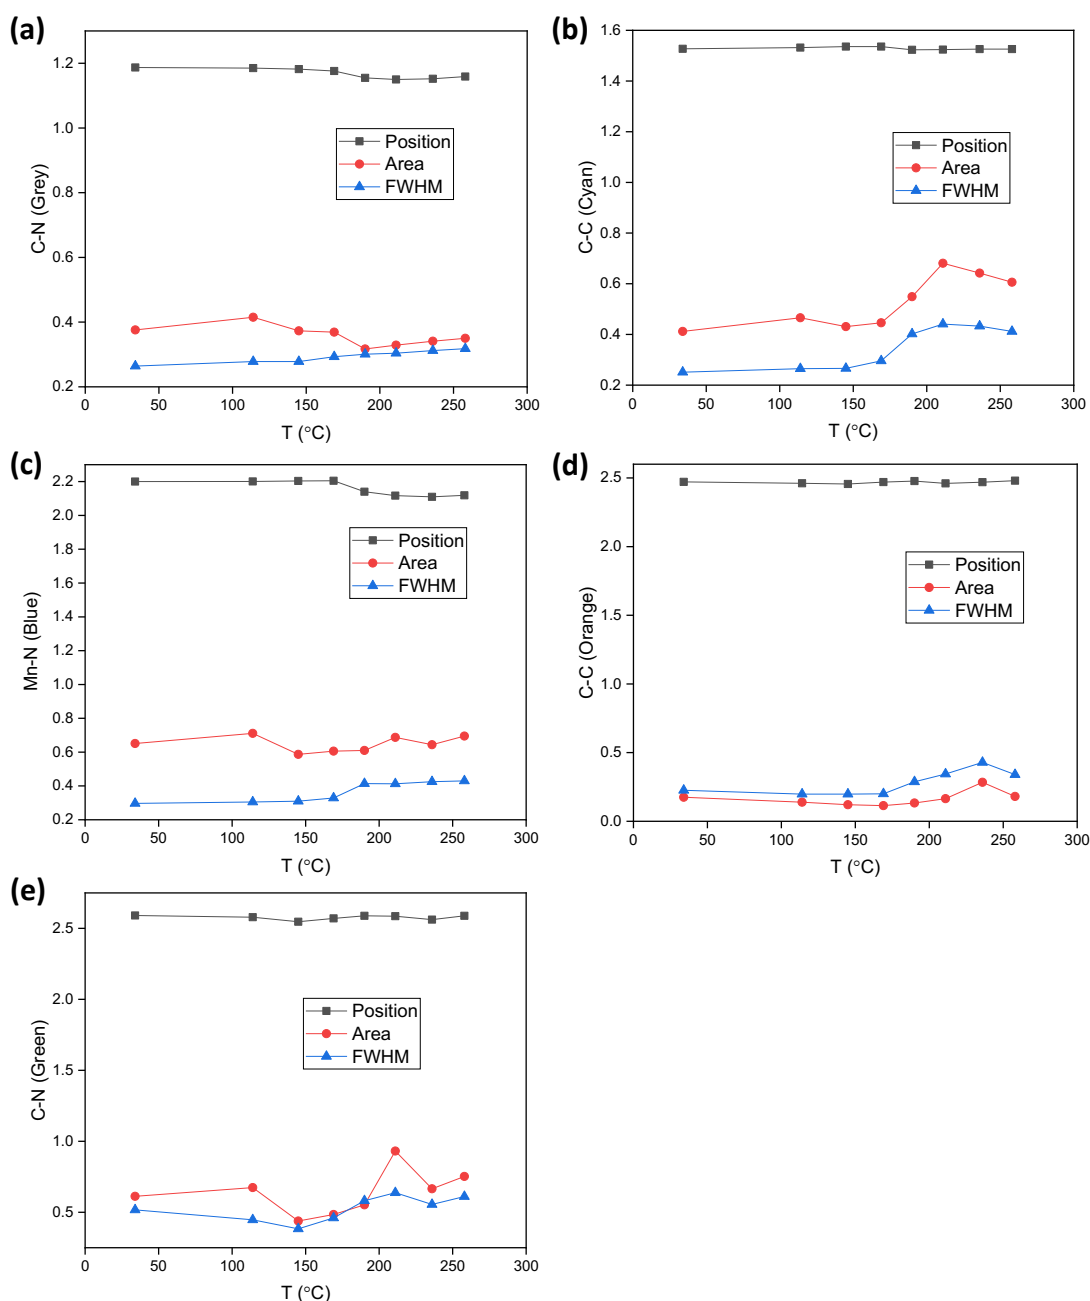 (a)
1.2
1.0
0.8
0.6
0.4
0.2
C-N (Grey)
Position
Area
FWHM
0 50 100 150 200 250 300
T (°C)
(b)
1.6
1.4
1.2
1.0
0.8
0.6
0.4
0.2
C-C (Cyan)
Position
Area
FWHM
0 50 100 150 200 250 300
T (°C)
(c)
2.2
2.0
1.8
1.6
1.4
1.2
1.0
0.8
0.6
0.4
0.2
Mn-N (Blue)
Position
Area
FWHM
0 50 100 150 200 250 300
T (°C)
(d)
2.5
2.0
1.5
1.0
0.5
0.0
C-C (Orange)
Position
Area
FWHM
0 50 100 150 200 250 300
T (°C)
(e)
2.5
2.0
1.5
1.0
0.5
C-N (Green)
Position
Area
FWHM
0 50 100 150 200 250 300
T (°C)